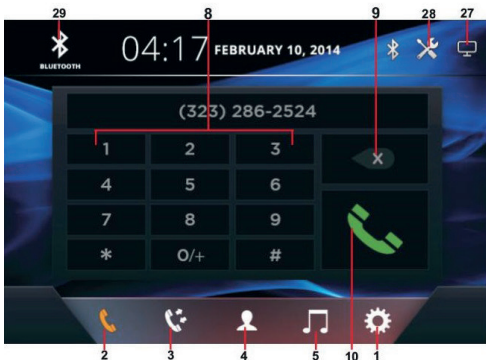 29 8 9 28 27
04:17 FEBRUARY 10, 2014
BLUETOOTH
(323) 286-2524
1 2 3
X
4 5 6
7 8 9
* 0/+ #
2 3 4 5 10 1